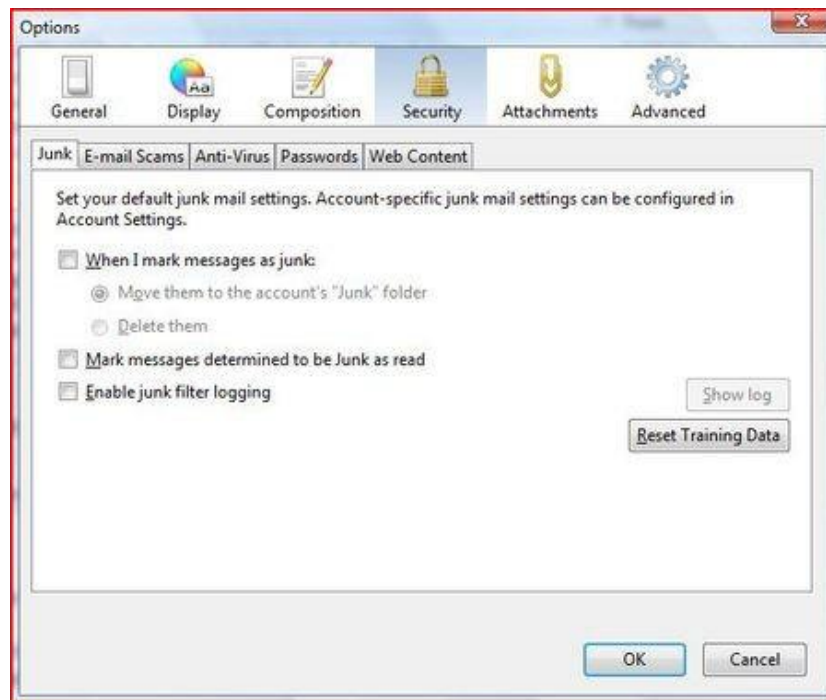 Options
General Display Composition Security Attachments Advanced
Aa
Junk E-mail Scams Anti-Virus Passwords Web Content
Set your default junk mail settings. Account-specific junk mail settings can be configured in
Account Settings.
When I mark messages as junk:
Move them to the account's "Junk" folder
Delete them
Mark messages determined to be Junk as read
Enable junk filter logging
Show log
Reset Training Data
OK Cancel